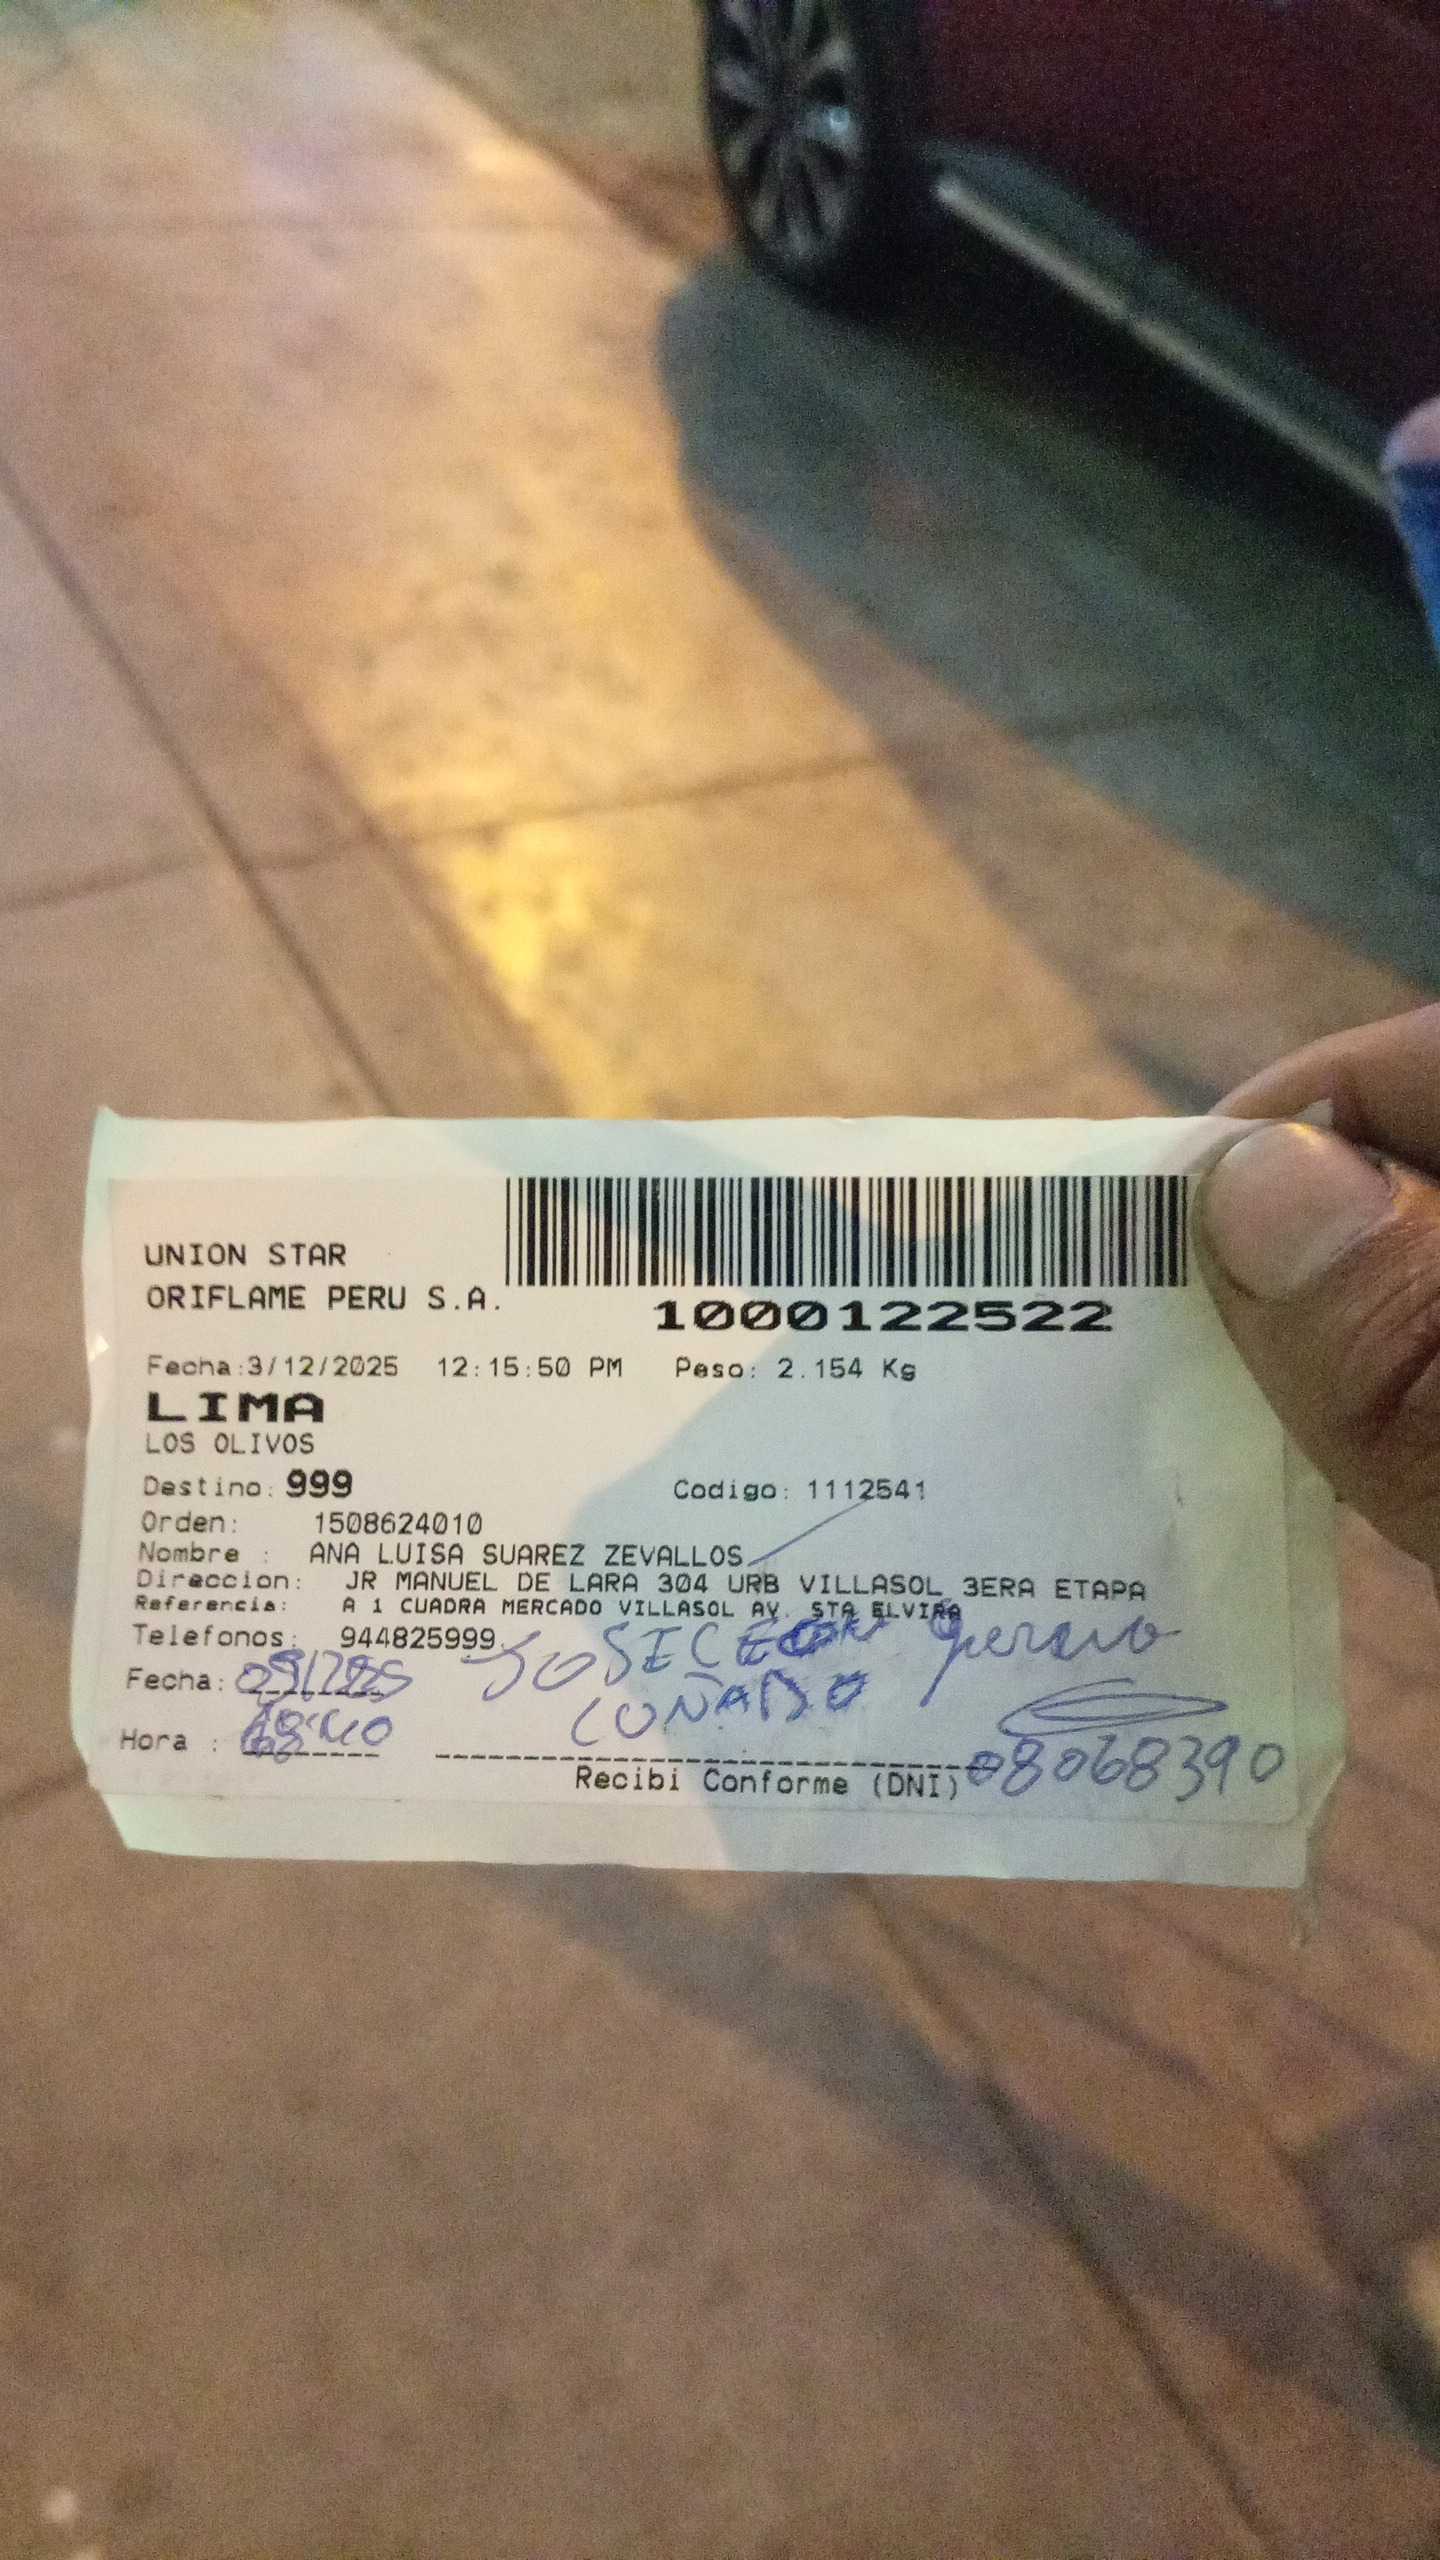 UNION STAR
ORIFLAME PERU S.A.
1000122522
Fecha:3/12/2025 12:15:50 PM Peso: 2.154 Kg
LIMA
LOS OLIVOS
Destino: 999 Codigo: 1112541
Orden: 1508624010
Nombre : ANA LUISA SUAREZ ZEVALLOS
Direccion: JR MANUEL DE LARA 304 URB VILLASOL 3ERA ETAPA
Referencia: A 1 CUADRA MERCADO VILLASOL AV. STA ELVIRA
Telefonos: 944825999
Fecha:
CUÑADO
Hora :
Recibi Conforme (DNI) 08068390